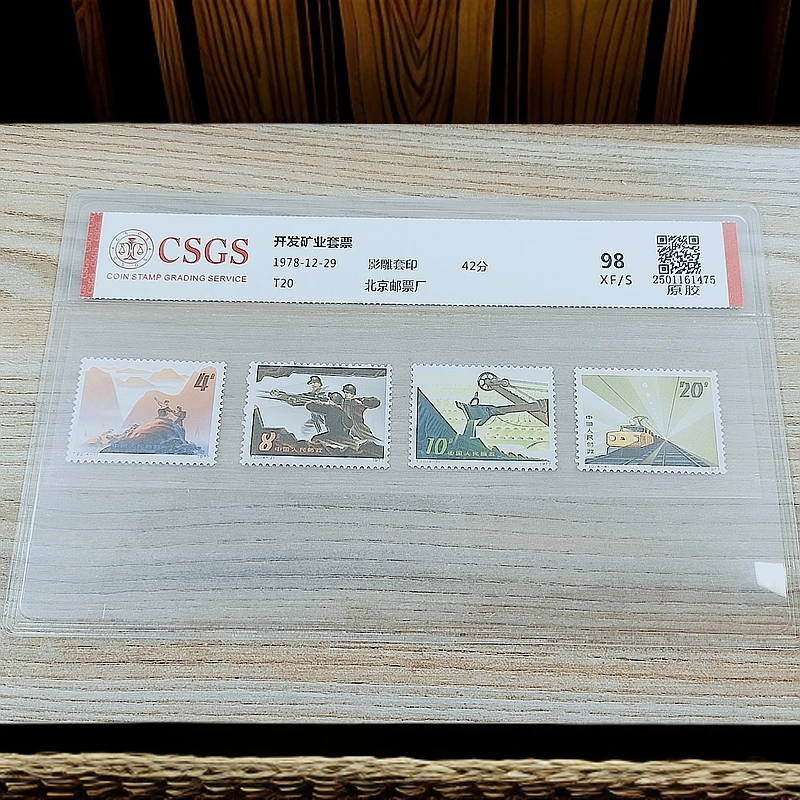 CSGS
COIN STAMP GRADING SERVICE
开发矿业套票
1978-12-29 影雕套印 42分
T20 北京邮票厂
98
XF/S
2501161475
原胶
4分
8分
中国人民邮政
10分
中国人民邮政
20分
中国人民邮政